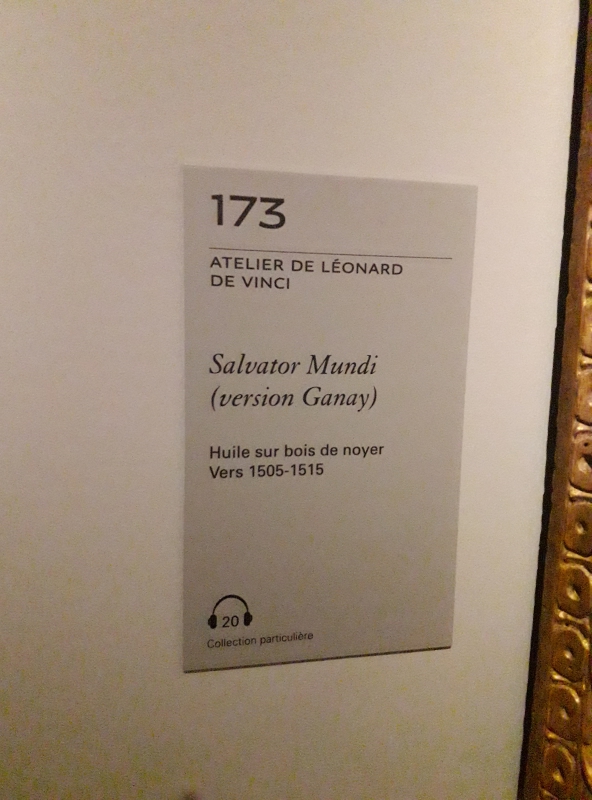 173
ATELIER DE LÉONARD
DE VINCI
Salvator Mundi
(version Ganay)
Huile sur bois de noyer
Vers 1505-1515
20
Collection particulière